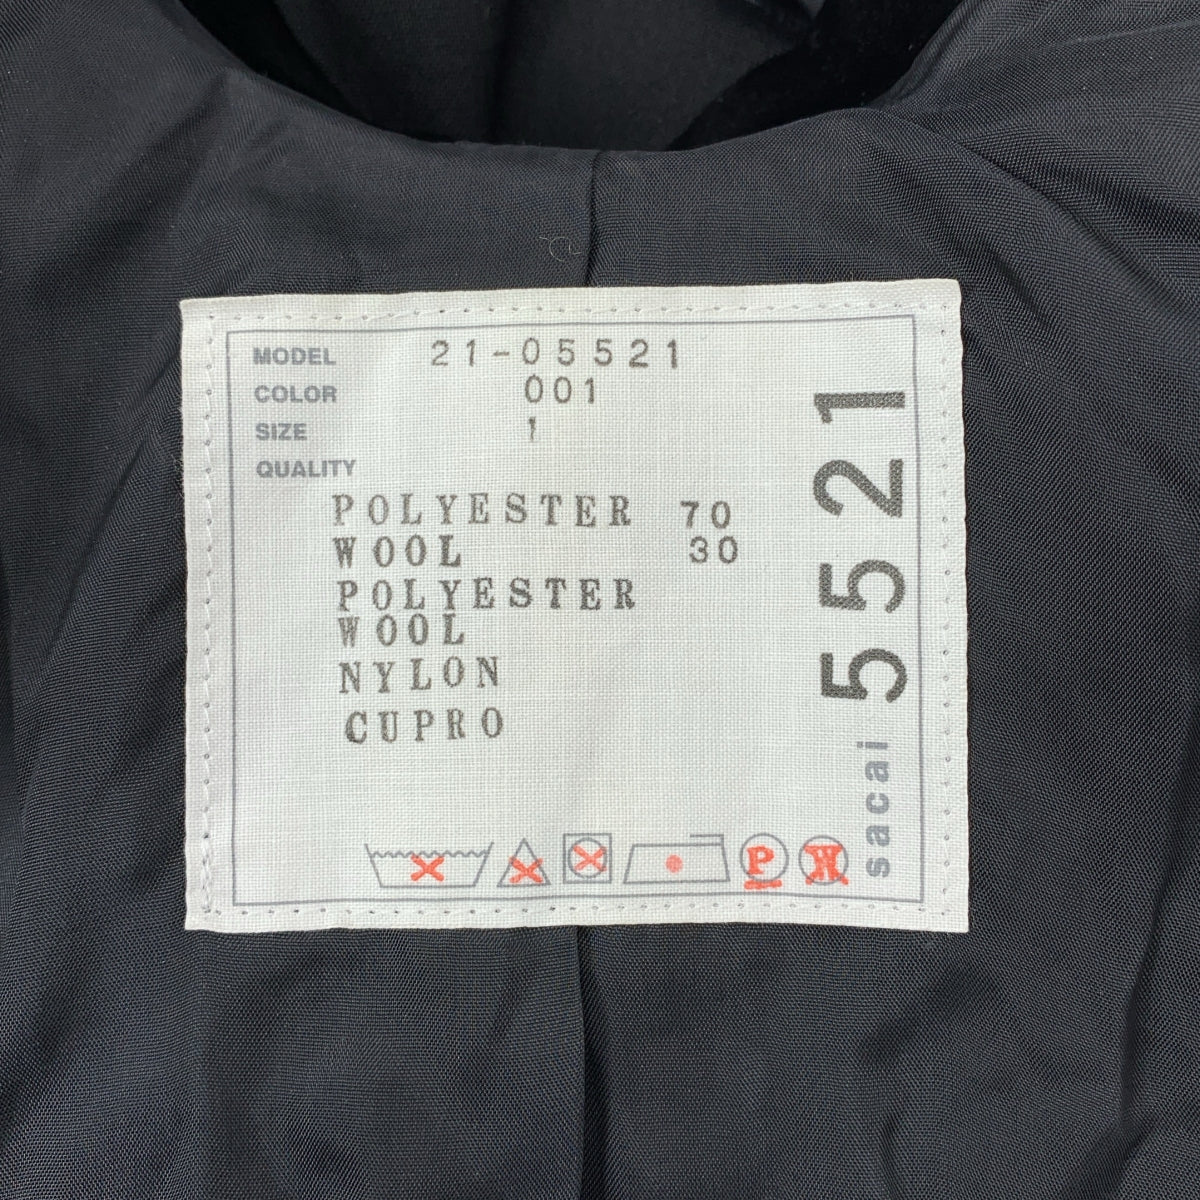 MODEL 21-05521
COLOR 001
SIZE 1
QUALITY
POLYESTER 70
WOOL 30
POLYESTER
WOOL
NYLON
CUPRO
P W
sacai 5521